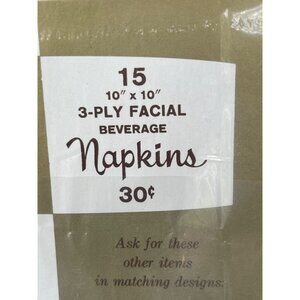 15
10" x 10"
3-PLY FACIAL
BEVERAGE
Napkins
30¢
Ask for these
other items
in matching designs: